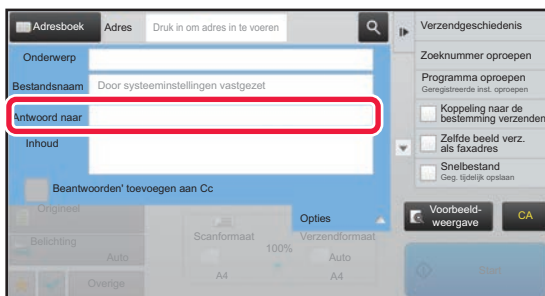 Adresboek
Adres
Druk in om adres in te voeren
Onderwerp
Bestandsnaam
Door systeeminstellingen vastgezet
Antwoord naar
Inhoud
Beantwoorden' toevoegen aan Cc
Opties
Origineel
Belichting
Auto
Overige
Scanformaat
A4
100%
Verzendformaat
Auto
A4
Verzendgeschiedenis
Zoeknummer oproepen
Programma oproepen
Geregistreerde inst. oproepen
Koppeling naar de
bestemming verzenden
Zelfde beeld verz.
als faxadres
Snelbestand
Geg. tijdelijk opslaan
Voorbeeld-
weergave
CA
Start